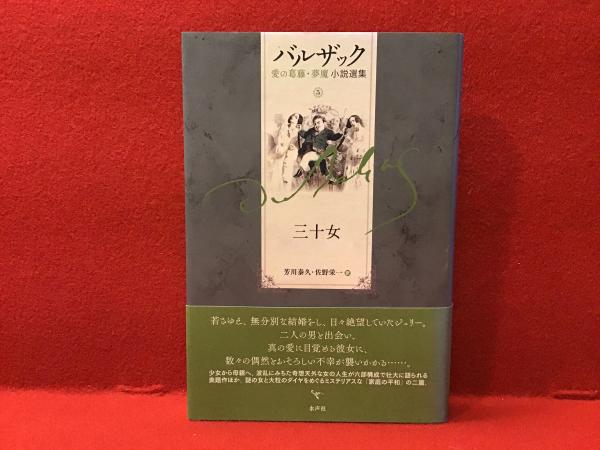 バルザック
愛の葛藤・夢魔 小説選集
5
三十女
芳川泰久・佐野栄一 訳
若さゆえ、無分別な結婚をし、日々絶望していたジュリー。
二人の男と出会い、
真の愛に目覚める彼女に、
数々の偶然とおそろしい不幸が襲いかかる……。
少女から母親へ、波乱にみちた奇想天外な女の人生が六部構成で壮大に語られる
表題作ほか、謎の女と大粒のダイヤをめぐるミステリアスな「家庭の平和」の二篇。
水声社